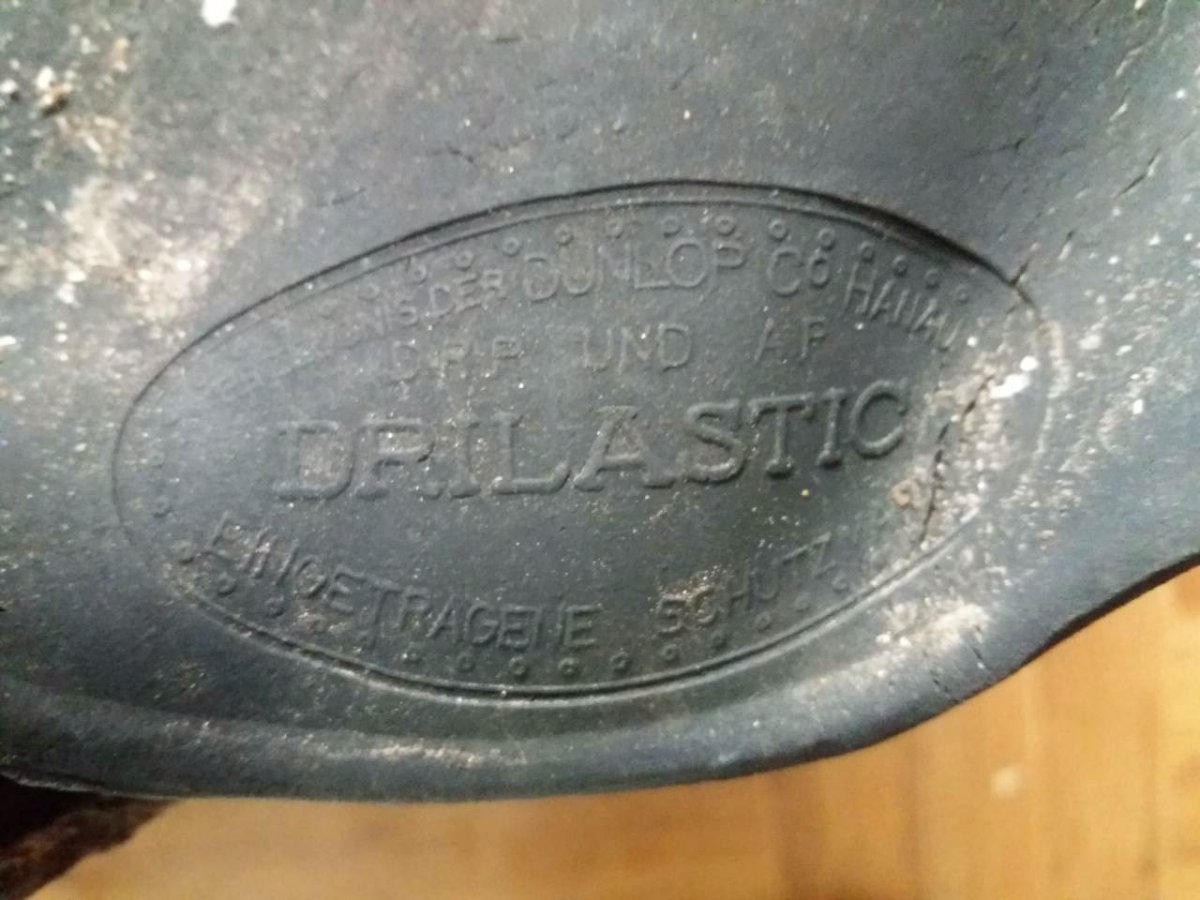 DER DUNLOP CO HANAU
D.R.P. UND A.P.
DRILASTIC
EINGETRAGENE SCHUTZ